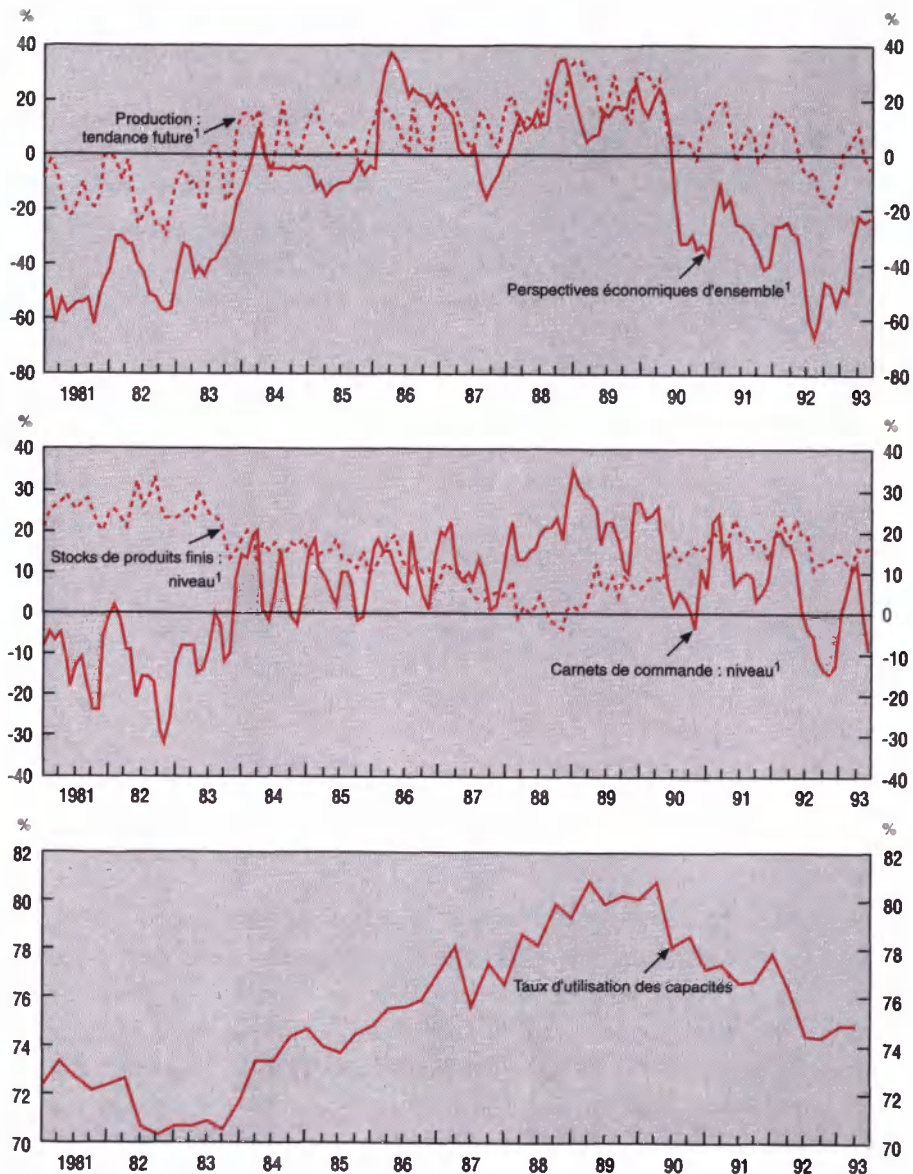 % %
40 40
20 20
0 0
-20 -20
-40 -40
-60 -60
-80 -80
Production :
tendance future1
Perspectives économiques d'ensemble1
1981 82 83 84 85 86 87 88 89 90 91 92 93
% %
40 40
30 30
20 20
10 10
0 0
-10 -10
-20 -20
-30 -30
-40 -40
Stocks de produits finis :
niveau1
Carnets de commande : niveau1
1981 82 83 84 85 86 87 88 89 90 91 92 93
% %
82 82
80 80
78 78
76 76
74 74
72 72
70 70
Taux d'utilisation des capacités
1981 82 83 84 85 86 87 88 89 90 91 92 93